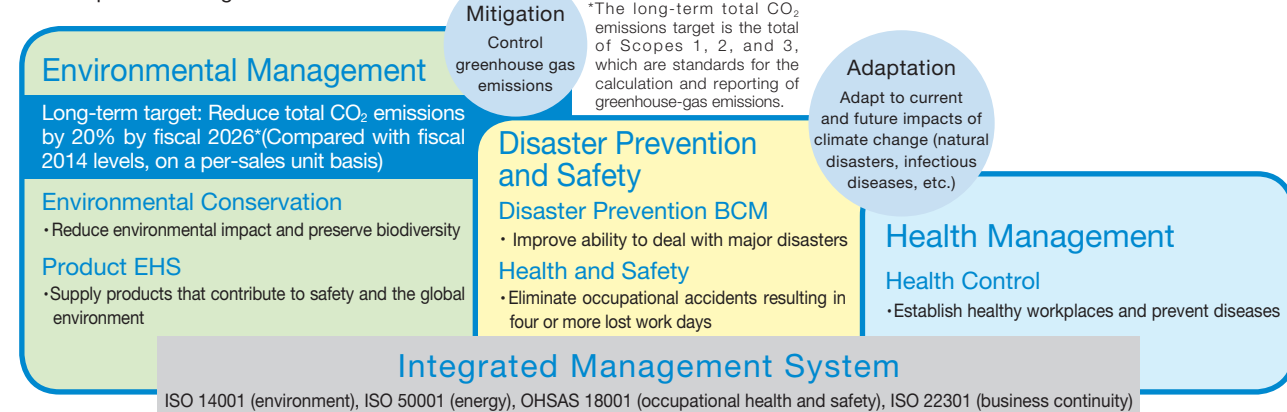 Mitigation
Control
greenhouse gas
emissions
*The long-term total CO₂
emissions target is the total
of Scopes 1, 2, and 3,
which are standards for the
calculation and reporting of
greenhouse-gas emissions.
Adaptation
Adapt to current
and future impacts of
climate change (natural
disasters, infectious
diseases, etc.)
Environmental Management
Long-term target: Reduce total CO₂ emissions
by 20% by fiscal 2026*(Compared with fiscal
2014 levels, on a per-sales unit basis)
Environmental Conservation
・Reduce environmental impact and preserve biodiversity
Product EHS
・Supply products that contribute to safety and the global
environment
Disaster Prevention
and Safety
Disaster Prevention BCM
・Improve ability to deal with major disasters
Health and Safety
・Eliminate occupational accidents resulting in
four or more lost work days
Health Management
Health Control
・Establish healthy workplaces and prevent diseases
Integrated Management System
ISO 14001 (environment), ISO 50001 (energy), OHSAS 18001 (occupational health and safety), ISO 22301 (business continuity)